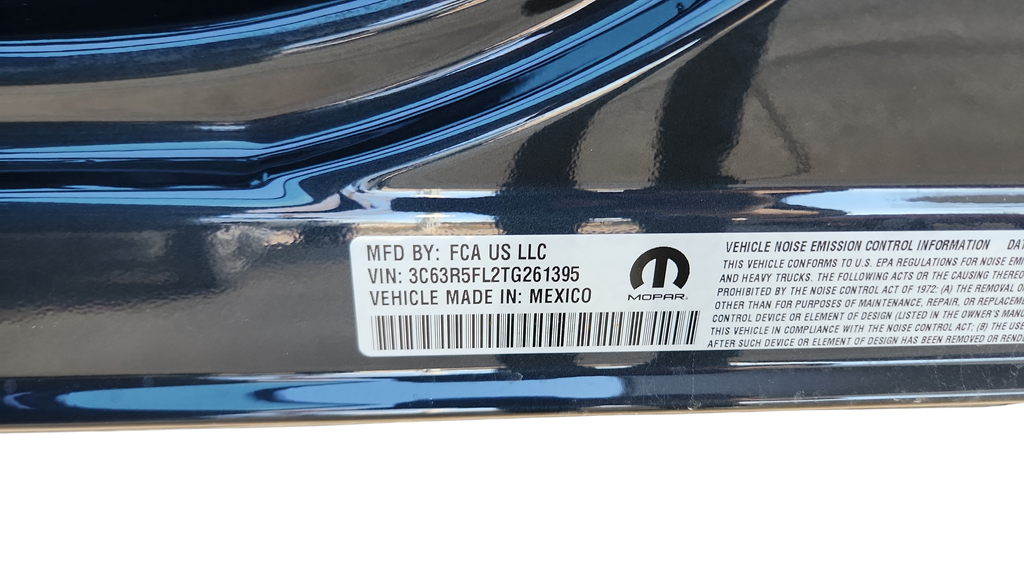 MFD BY: FCA US LLC
VIN: 3C63R5FL2TG261395
VEHICLE MADE IN: MEXICO
MOPAR
VEHICLE NOISE EMISSION CONTROL INFORMATION
THIS VEHICLE CONFORMS TO U.S. EPA REGULATIONS FOR NOISE
AND HEAVY TRUCKS. THE FOLLOWING ACTS OR THE CAUSING
PROHIBITED BY THE NOISE CONTROL ACT OF 1972: (A) THE REMOVAL
OTHER THAN FOR PURPOSES OF MAINTENANCE, REPAIR, OR
CONTROL DEVICE OR ELEMENT OF DESIGN (LISTED IN THE OWNER'S
THIS VEHICLE IN COMPLIANCE WITH THE NOISE CONTROL ACT; (B) THE USE
AFTER SUCH DEVICE OR ELEMENT OF DESIGN HAS BEEN REMOVED OR